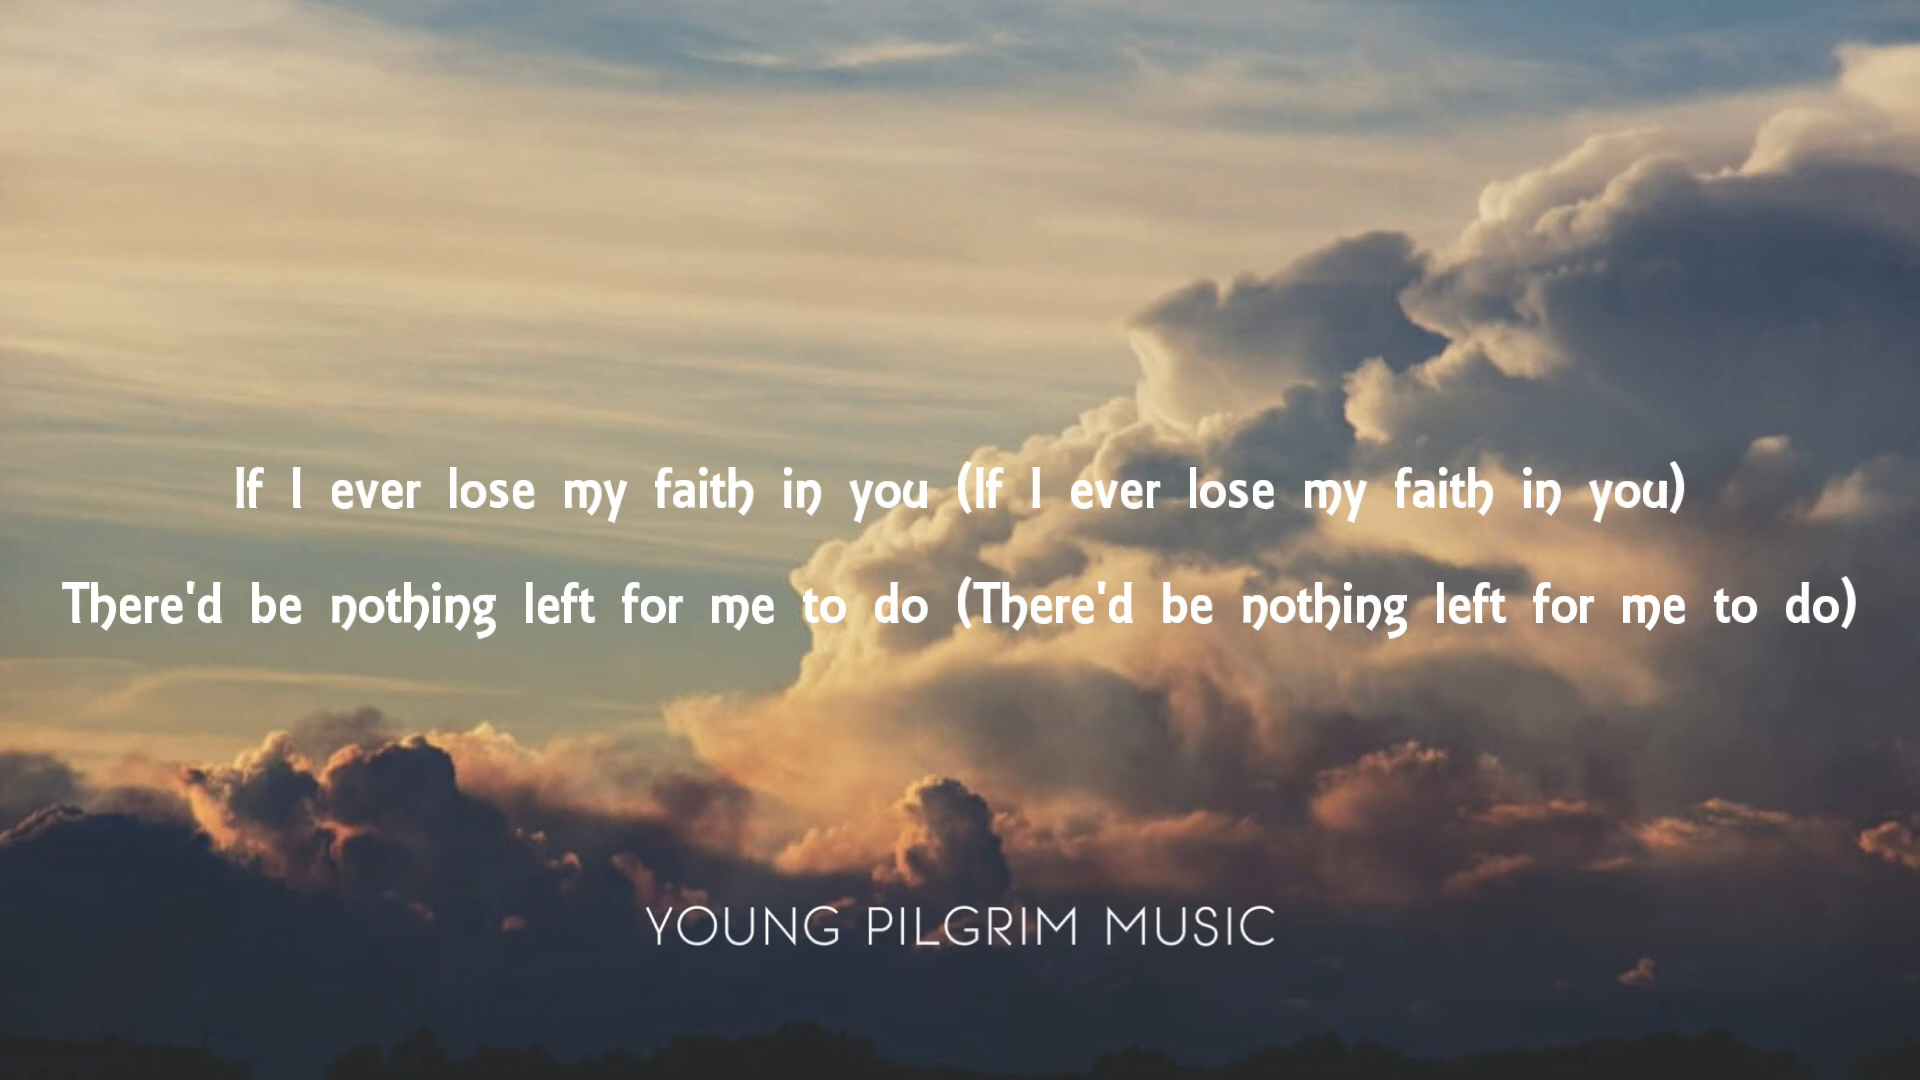 If I ever lose my faith in you (If I ever lose my faith in you)
There'd be nothing left for me to do (There'd be nothing left for me to do)
YOUNG PILGRIM MUSIC